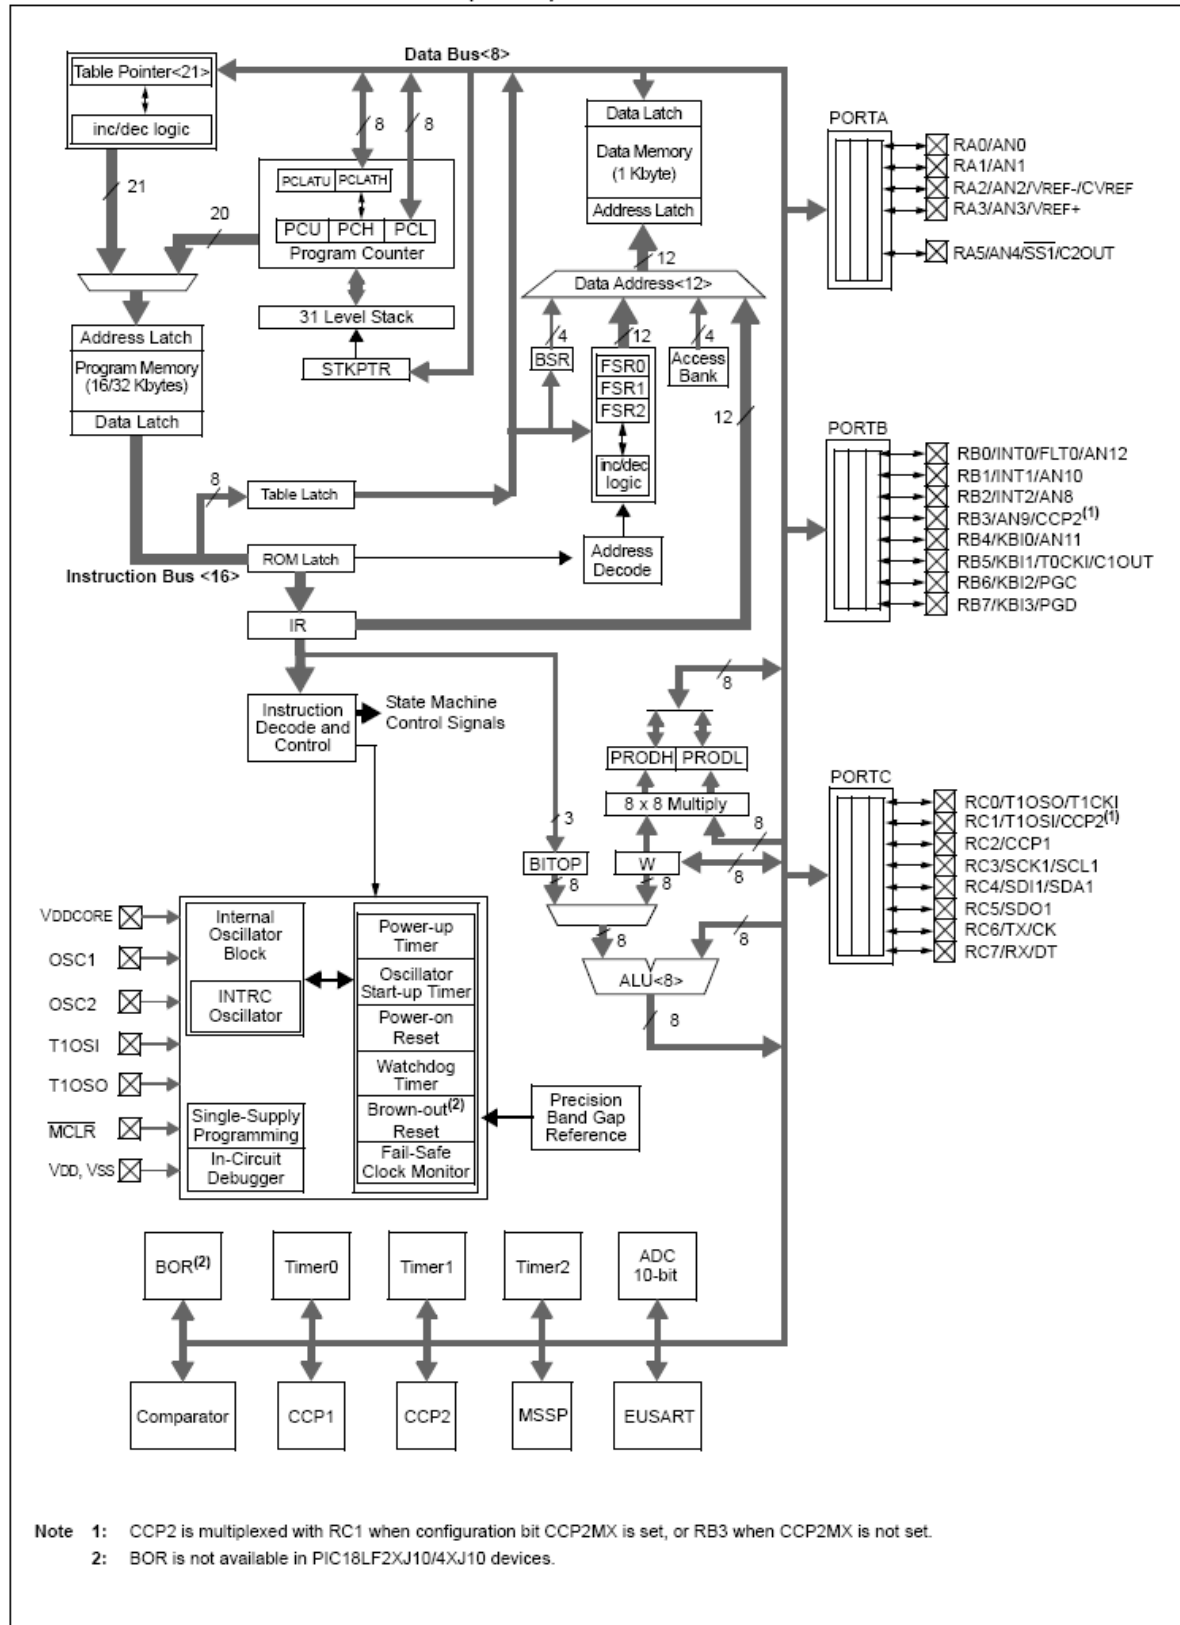 Data Bus<8>
Table Pointer<21>
inc/dec logic
21
20
8
8
PCLATU PCLATH
PCU PCH PCL
Program Counter
31 Level Stack
STKPTR
Address Latch
Program Memory
(16/32 Kbytes)
Data Latch
8
Table Latch
ROM Latch
Instruction Bus <16>
IR
Data Latch
Data Memory
(1 Kbyte)
Address Latch
12
Data Address<12>
4
12
4
BSR
FSR0
FSR1
FSR2
inc/dec
logic
Access
Bank
12
Address
Decode
Instruction
Decode and
Control
State Machine
Control Signals
8
PRODH PRODL
8 x 8 Multiply
3
8
BITOP
W
8
8
8
8
8
ALU<8>
8
PORTA
RA0/AN0
RA1/AN1
RA2/AN2/VREF-/CVREF
RA3/AN3/VREF+
RA5/AN4/SS1/C2OUT
PORTB
RB0/INT0/FLT0/AN12
RB1/INT1/AN10
RB2/INT2/AN8
RB3/AN9/CCP2(1)
RB4/KBI0/AN11
RB5/KBI1/T0CKI/C1OUT
RB6/KBI2/PGC
RB7/KBI3/PGD
PORTC
RC0/T1OSO/T1CKI
RC1/T1OSI/CCP2(1)
RC2/CCP1
RC3/SCK1/SCL1
RC4/SDI1/SDA1
RC5/SDO1
RC6/TX/CK
RC7/RX/DT
VDDCORE
OSC1
OSC2
T1OSI
T1OSO
MCLR
VDD, VSS
Internal
Oscillator
Block
INTRC
Oscillator
Single-Supply
Programming
In-Circuit
Debugger
Power-up
Timer
Oscillator
Start-up Timer
Power-on
Reset
Watchdog
Timer
Brown-out(2)
Reset
Fail-Safe
Clock Monitor
Precision
Band Gap
Reference
BOR(2)
Timer0
Timer1
Timer2
ADC
10-bit
Comparator
CCP1
CCP2
MSSP
EUSART
Note 1: CCP2 is multiplexed with RC1 when configuration bit CCP2MX is set, or RB3 when CCP2MX is not set.
2: BOR is not available in PIC18LF2XJ10/4XJ10 devices.